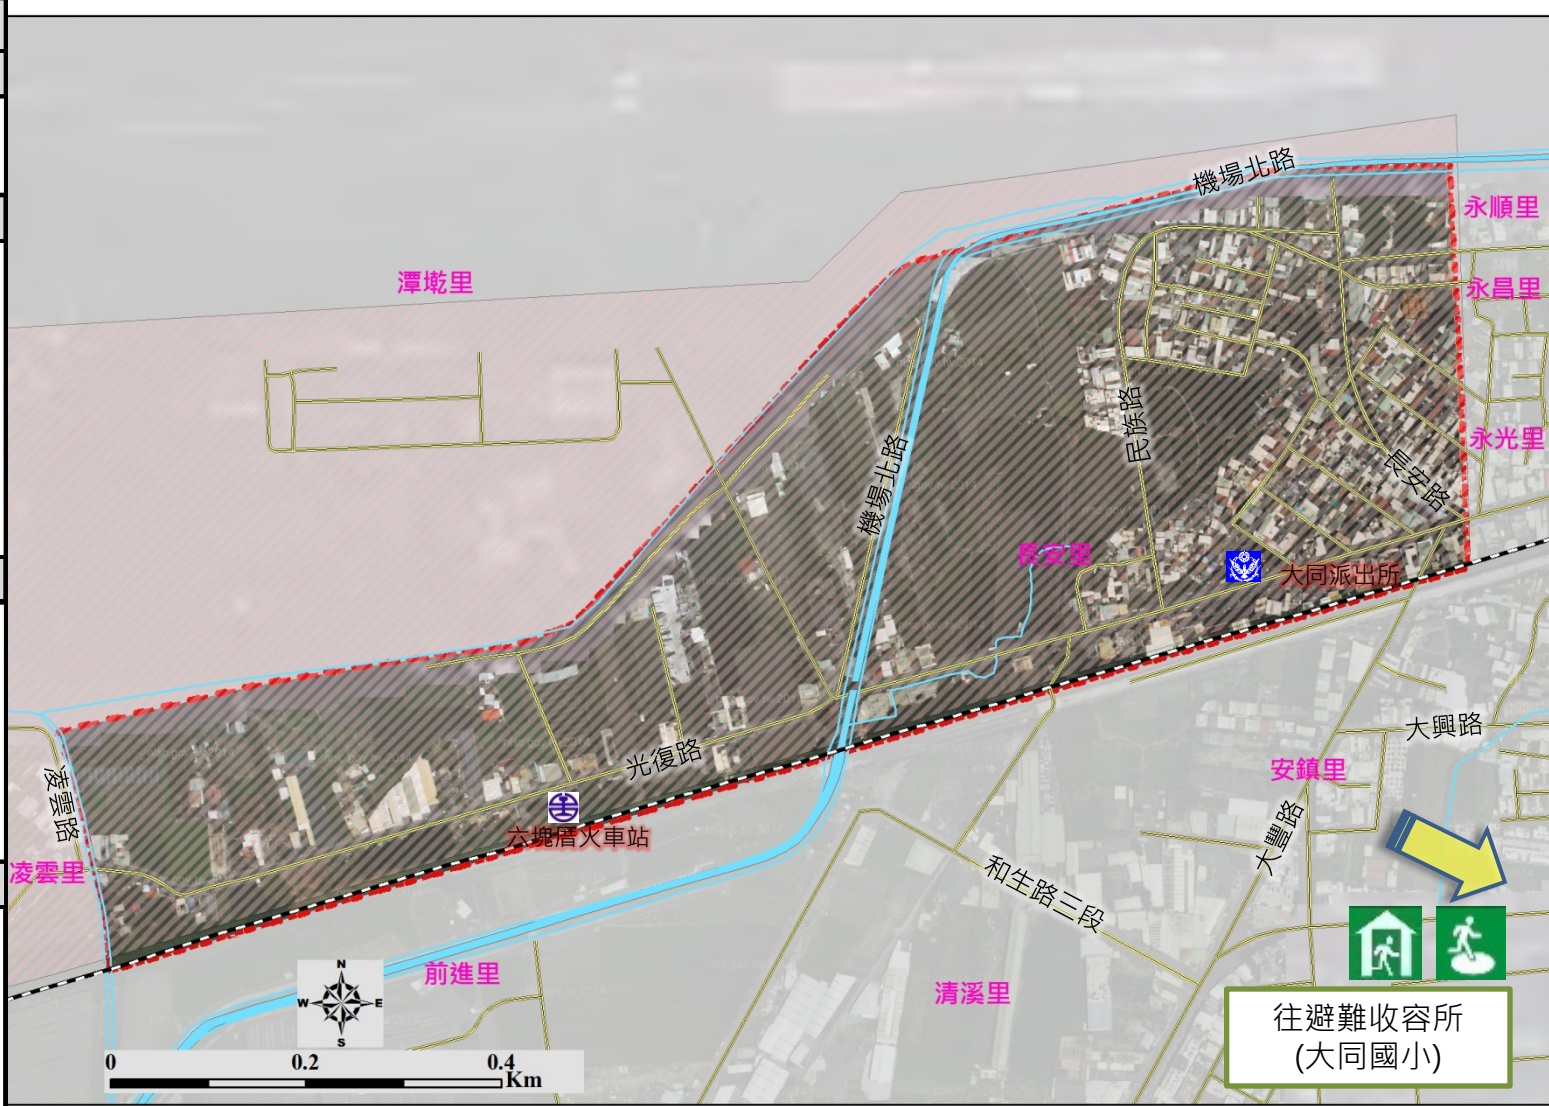 機場北路
永順里
潭墘里
永昌里
民族路
永光里
機場北路
長安路
長安里
大同派出所
光復路
大興路
凌雲路
安鎮里
六塊厝火車站
大豐路
凌雲里
和生路三段
前進里
清溪里
N
W
E
S
往避難收容所
(大同國小)
0 0.2 0.4
Km